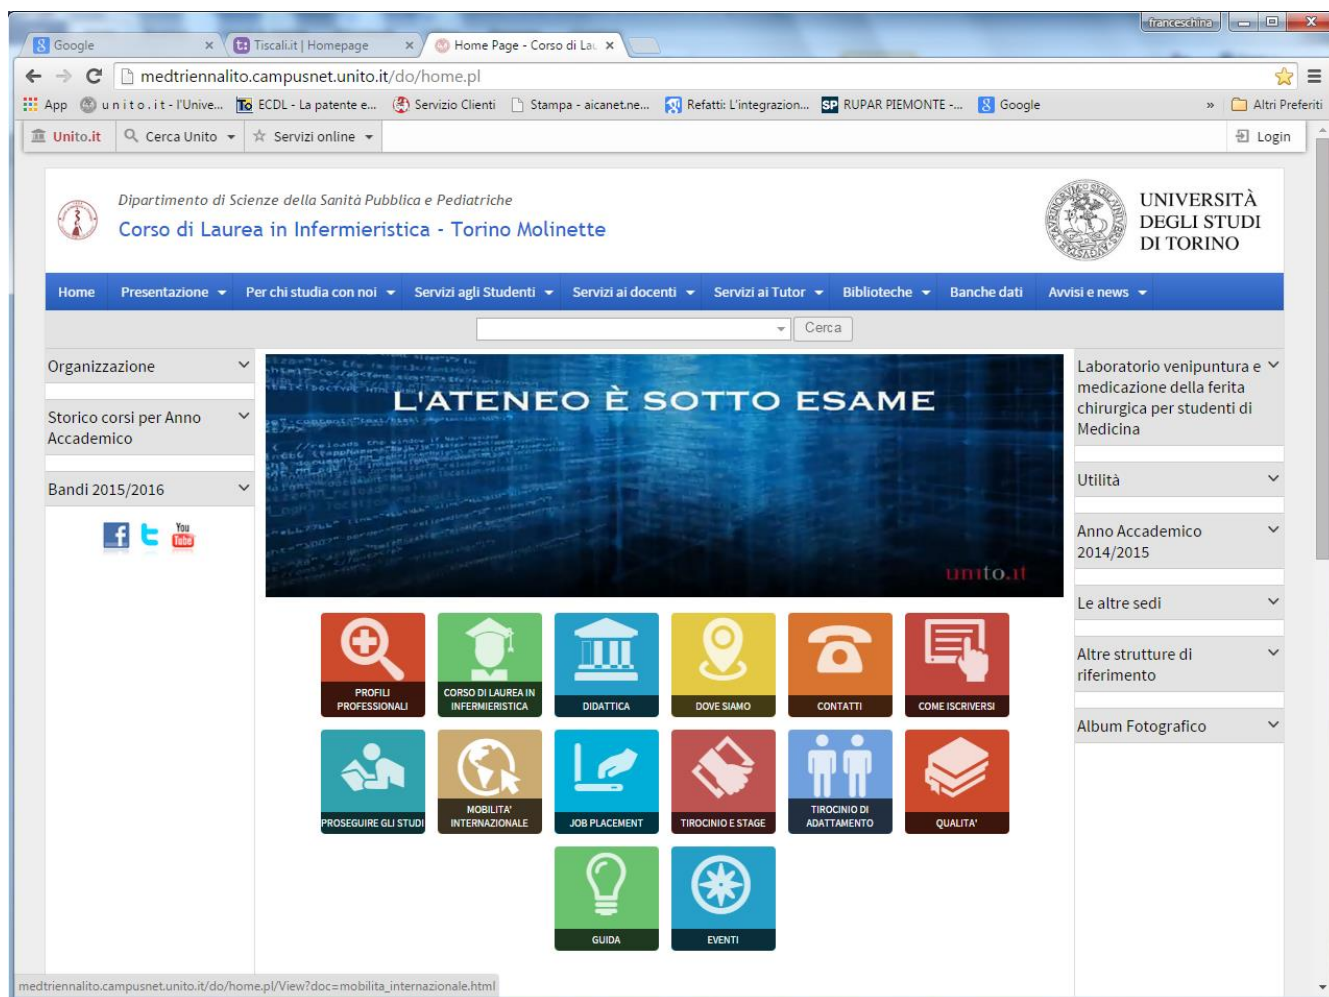 franceschina
Google
Tiscali.it | Homepage
Home Page - Corso di La
medtriennalito.campusnet.unito.it/do/home.pl
App
u n i t o . i t - l'Unive...
ECDL - La patente e...
Servizio Clienti
Stampa - aicanet.ne...
Refatti: L'integrazion...
SP RUPAR PIEMONTE -...
Google
»
Altri Preferiti
Unito.it
Cerca Unito
Servizi online
Login
Dipartimento di Scienze della Sanità Pubblica e Pediatriche
Corso di Laurea in Infermieristica - Torino Molinette
UNIVERSITÀ
DEGLI STUDI
DI TORINO
Home
Presentazione
Per chi studia con noi
Servizi agli Studenti
Servizi ai docenti
Servizi ai Tutor
Biblioteche
Banche dati
Avvisi e news
Cerca
Organizzazione
Storico corsi per Anno
Accademico
Bandi 2015/2016
You
Tube
L'ATENEO È SOTTO ESAME
unito.it
Laboratorio venipuntura e
medicazione della ferita
chirurgica per studenti di
Medicina
Utilità
Anno Accademico
2014/2015
Le altre sedi
Altre strutture di
riferimento
Album Fotografico
PROFILI
PROFESSIONALI
CORSO DI LAUREA IN
INFERMIERISTICA
DIDATTICA
DOVE SIAMO
CONTATTI
COME ISCRIVERSI
PROSEGUIRE GLI STUDI
MOBILITA'
INTERNAZIONALE
JOB PLACEMENT
TIROCINIO E STAGE
TIROCINIO DI
ADATTAMENTO
QUALITA'
GUIDA
EVENTI
medtriennalito.campusnet.unito.it/do/home.pl/View?doc=mobilita_internazionale.html